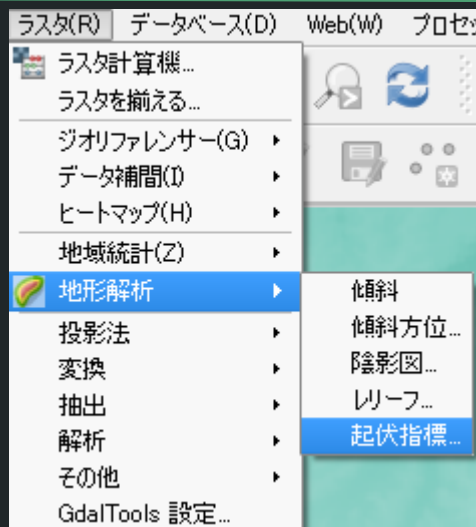 ラスタ(R) データベース(D) Web(W) プロセ
ラスタ計算機...
ラスタを揃える...
ジオリファレンサー(G)
データ補間(I)
ヒートマップ(H)
地域統計(Z)
地形解析
投影法
変換
抽出
解析
その他
GdalTools 設定...
傾斜
傾斜方位...
陰影図...
レリーフ...
起伏指標...